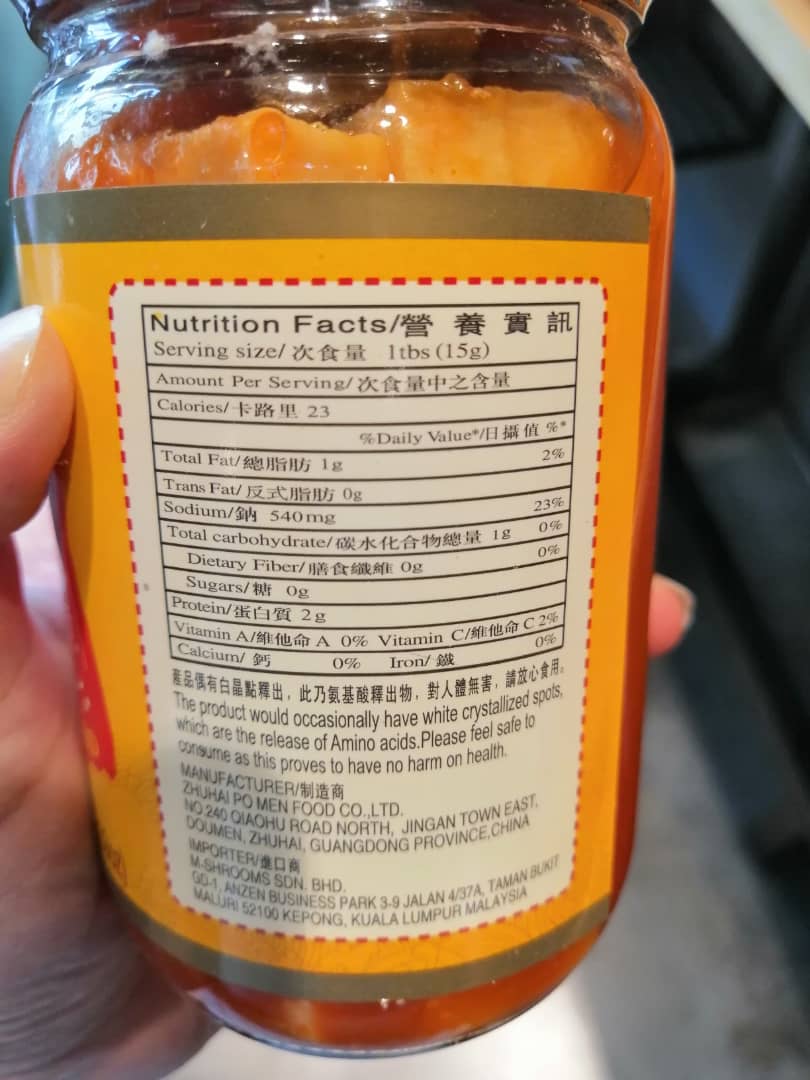 Nutrition Facts/營養實訊
Serving size/ 次食量 1tbs (15g)
Amount Per Serving/次食量中之含量
Calories/卡路里 23
%Daily Value*/日攝值 %*
Total Fat/總脂肪 1g 2%
Trans Fat/反式脂肪 0g
Sodium/鈉 540mg 23%
Total carbohydrate/碳水化合物總量 1g 0%
Dietary Fiber/膳食纖維 0g 0%
Sugars/糖 0g
Protein/蛋白質 2g
Vitamin A/維他命 A 0% Vitamin C/維他命 C 2%
Calcium/ 鈣 0% Iron/ 鐵 0%
產品偶有白晶點釋出，此乃氨基酸釋出物，對人體無害，請放心食用。
The product would occasionally have white crystallized spots,
which are the release of Amino acids.Please feel safe to
consume as this proves to have no harm on health.
MANUFACTURER/制造商
ZHUHAI PO MEN FOOD CO.,LTD.
NO.240 QIAOHU ROAD NORTH, JINGAN TOWN EAST,
DOUMEN, ZHUHAI, GUANGDONG PROVINCE,CHINA
IMPORTER/進口商
M-SHROOMS SDN. BHD.
GD-1, ANZEN BUSINESS PARK 3-9 JALAN 4/37A, TAMAN BUKIT
MALURI 52100 KEPONG, KUALA LUMPUR MALAYSIA